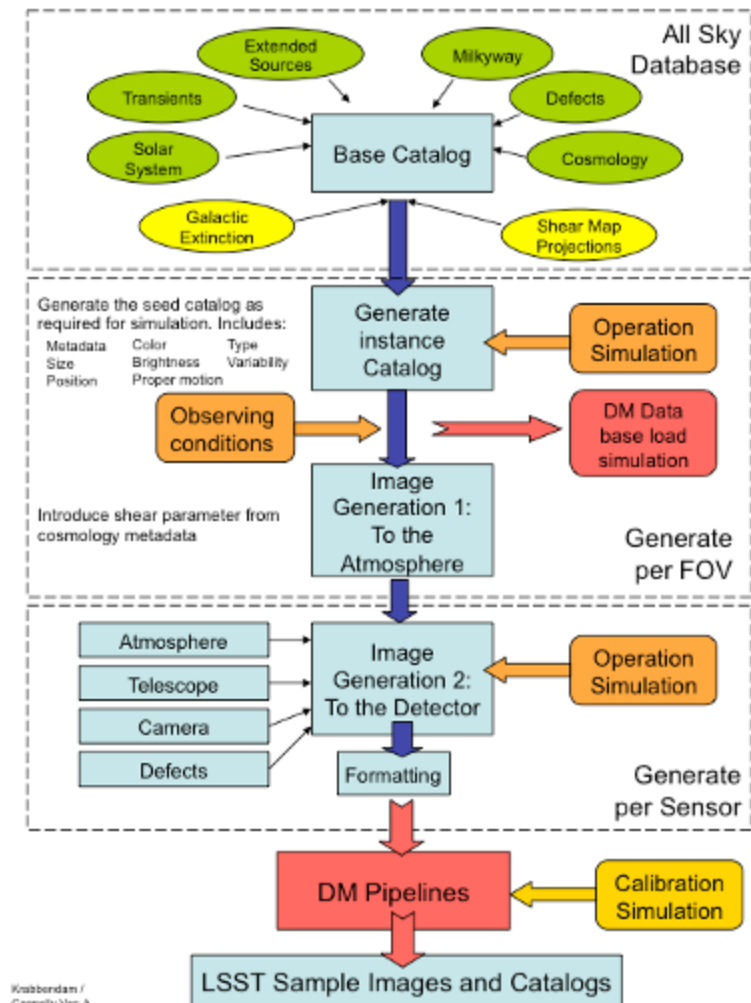 All Sky
Database
Extended
Sources
Milkyway
Transients
Defects
Solar
System
Base Catalog
Cosmology
Galactic
Extinction
Shear Map
Projections
Generate the seed catalog as
required for simulation. Includes:
Metadata Color Type
Size Brightness Variability
Position Proper motion
Generate
instance
Catalog
Operation
Simulation
Observing
conditions
DM Data
base load
simulation
Introduce shear parameter from
cosmology metadata
Image
Generation 1:
To the
Atmosphere
Generate
per FOV
Atmosphere
Telescope
Camera
Defects
Image
Generation 2:
To the Detector
Operation
Simulation
Formatting
Generate
per Sensor
DM Pipelines
Calibration
Simulation
LSST Sample Images and Catalogs
Krabbendam /